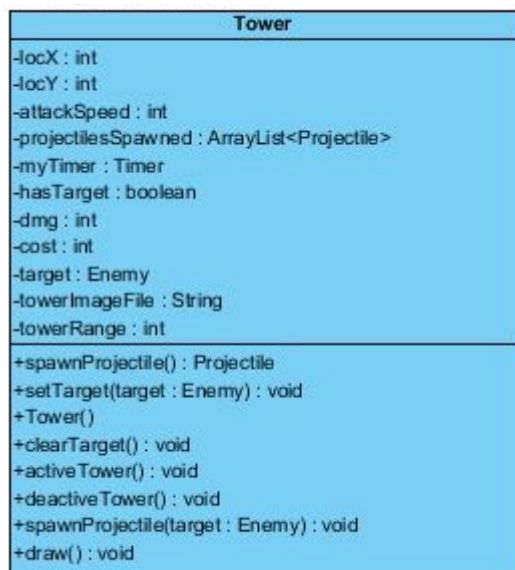 Tower
-locX : int
-locY : int
-attackSpeed : int
-projectilesSpawned : ArrayList<Projectile>
-myTimer : Timer
-hasTarget : boolean
-dmg : int
-cost : int
-target : Enemy
-towerImageFile : String
-towerRange : int
+spawnProjectile() : Projectile
+setTarget(target : Enemy) : void
+Tower()
+clearTarget() : void
+activeTower() : void
+deactiveTower() : void
+spawnProjectile(target : Enemy) : void
+draw() : void